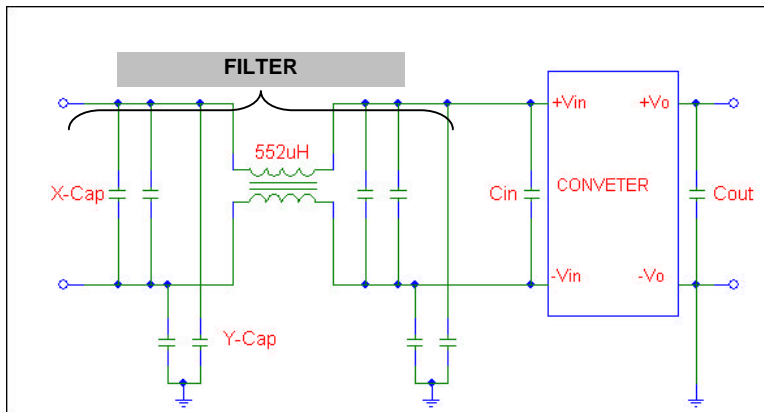 FILTER
552uH
+Vin
+Vo
X-Cap
Cin
CONVETER
Cout
-Vin
-Vo
Y-Cap